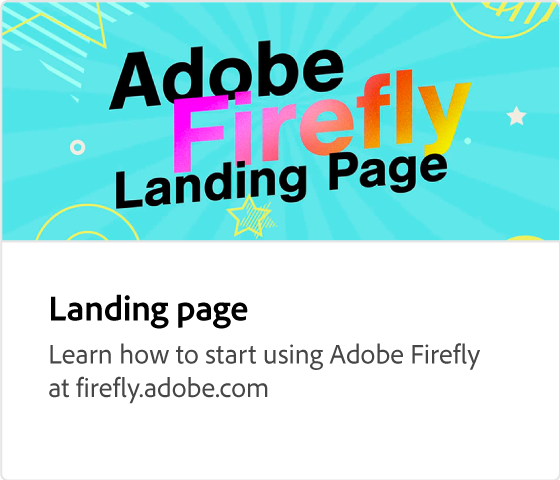 Adobe
Firefly
Landing Page
Landing page
Learn how to start using Adobe Firefly
at firefly.adobe.com